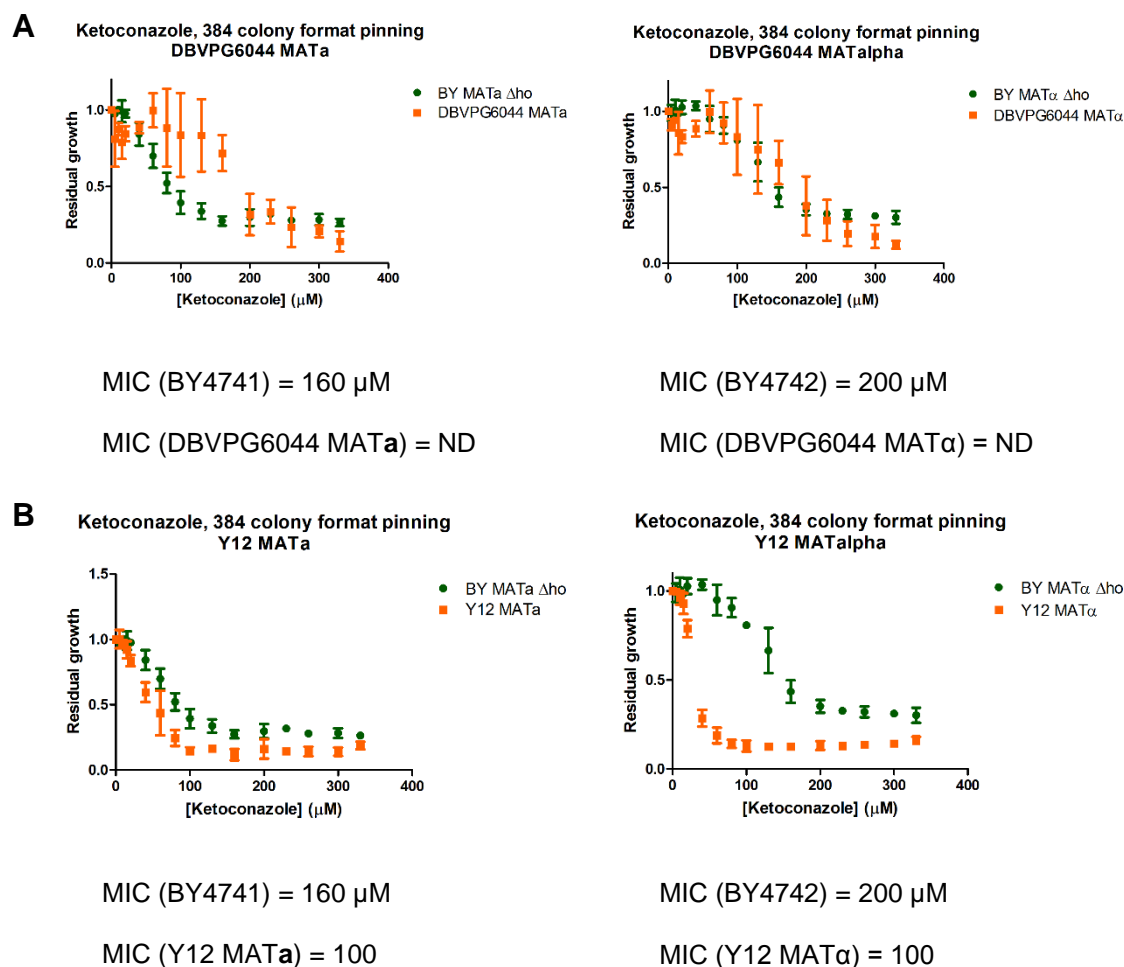 A
Ketoconazole, 384 colony format pinning
DBVPG6044 MATa
Residual growth
1.0
0.5
0.0
0
100
200
300
400
[Ketoconazole] (μM)
BY MATa Δho
DBVPG6044 MATa
Ketoconazole, 384 colony format pinning
DBVPG6044 MATalpha
Residual growth
1.0
0.5
0.0
0
100
200
300
400
[Ketoconazole] (μM)
BY MATα Δho
DBVPG6044 MATα
MIC (BY4741) = 160 µM
MIC (BY4742) = 200 µM
MIC (DBVPG6044 MATa) = ND
MIC (DBVPG6044 MATα) = ND
B
Ketoconazole, 384 colony format pinning
Y12 MATa
Residual growth
1.5
1.0
0.5
0.0
0
100
200
300
400
[Ketoconazole] (μM)
BY MATa Δho
Y12 MATa
Ketoconazole, 384 colony format pinning
Y12 MATalpha
Residual growth
1.0
0.5
0.0
0
100
200
300
400
[Ketoconazole] (μM)
BY MATα Δho
Y12 MATα
MIC (BY4741) = 160 µM
MIC (BY4742) = 200 µM
MIC (Y12 MATa) = 100
MIC (Y12 MATα) = 100